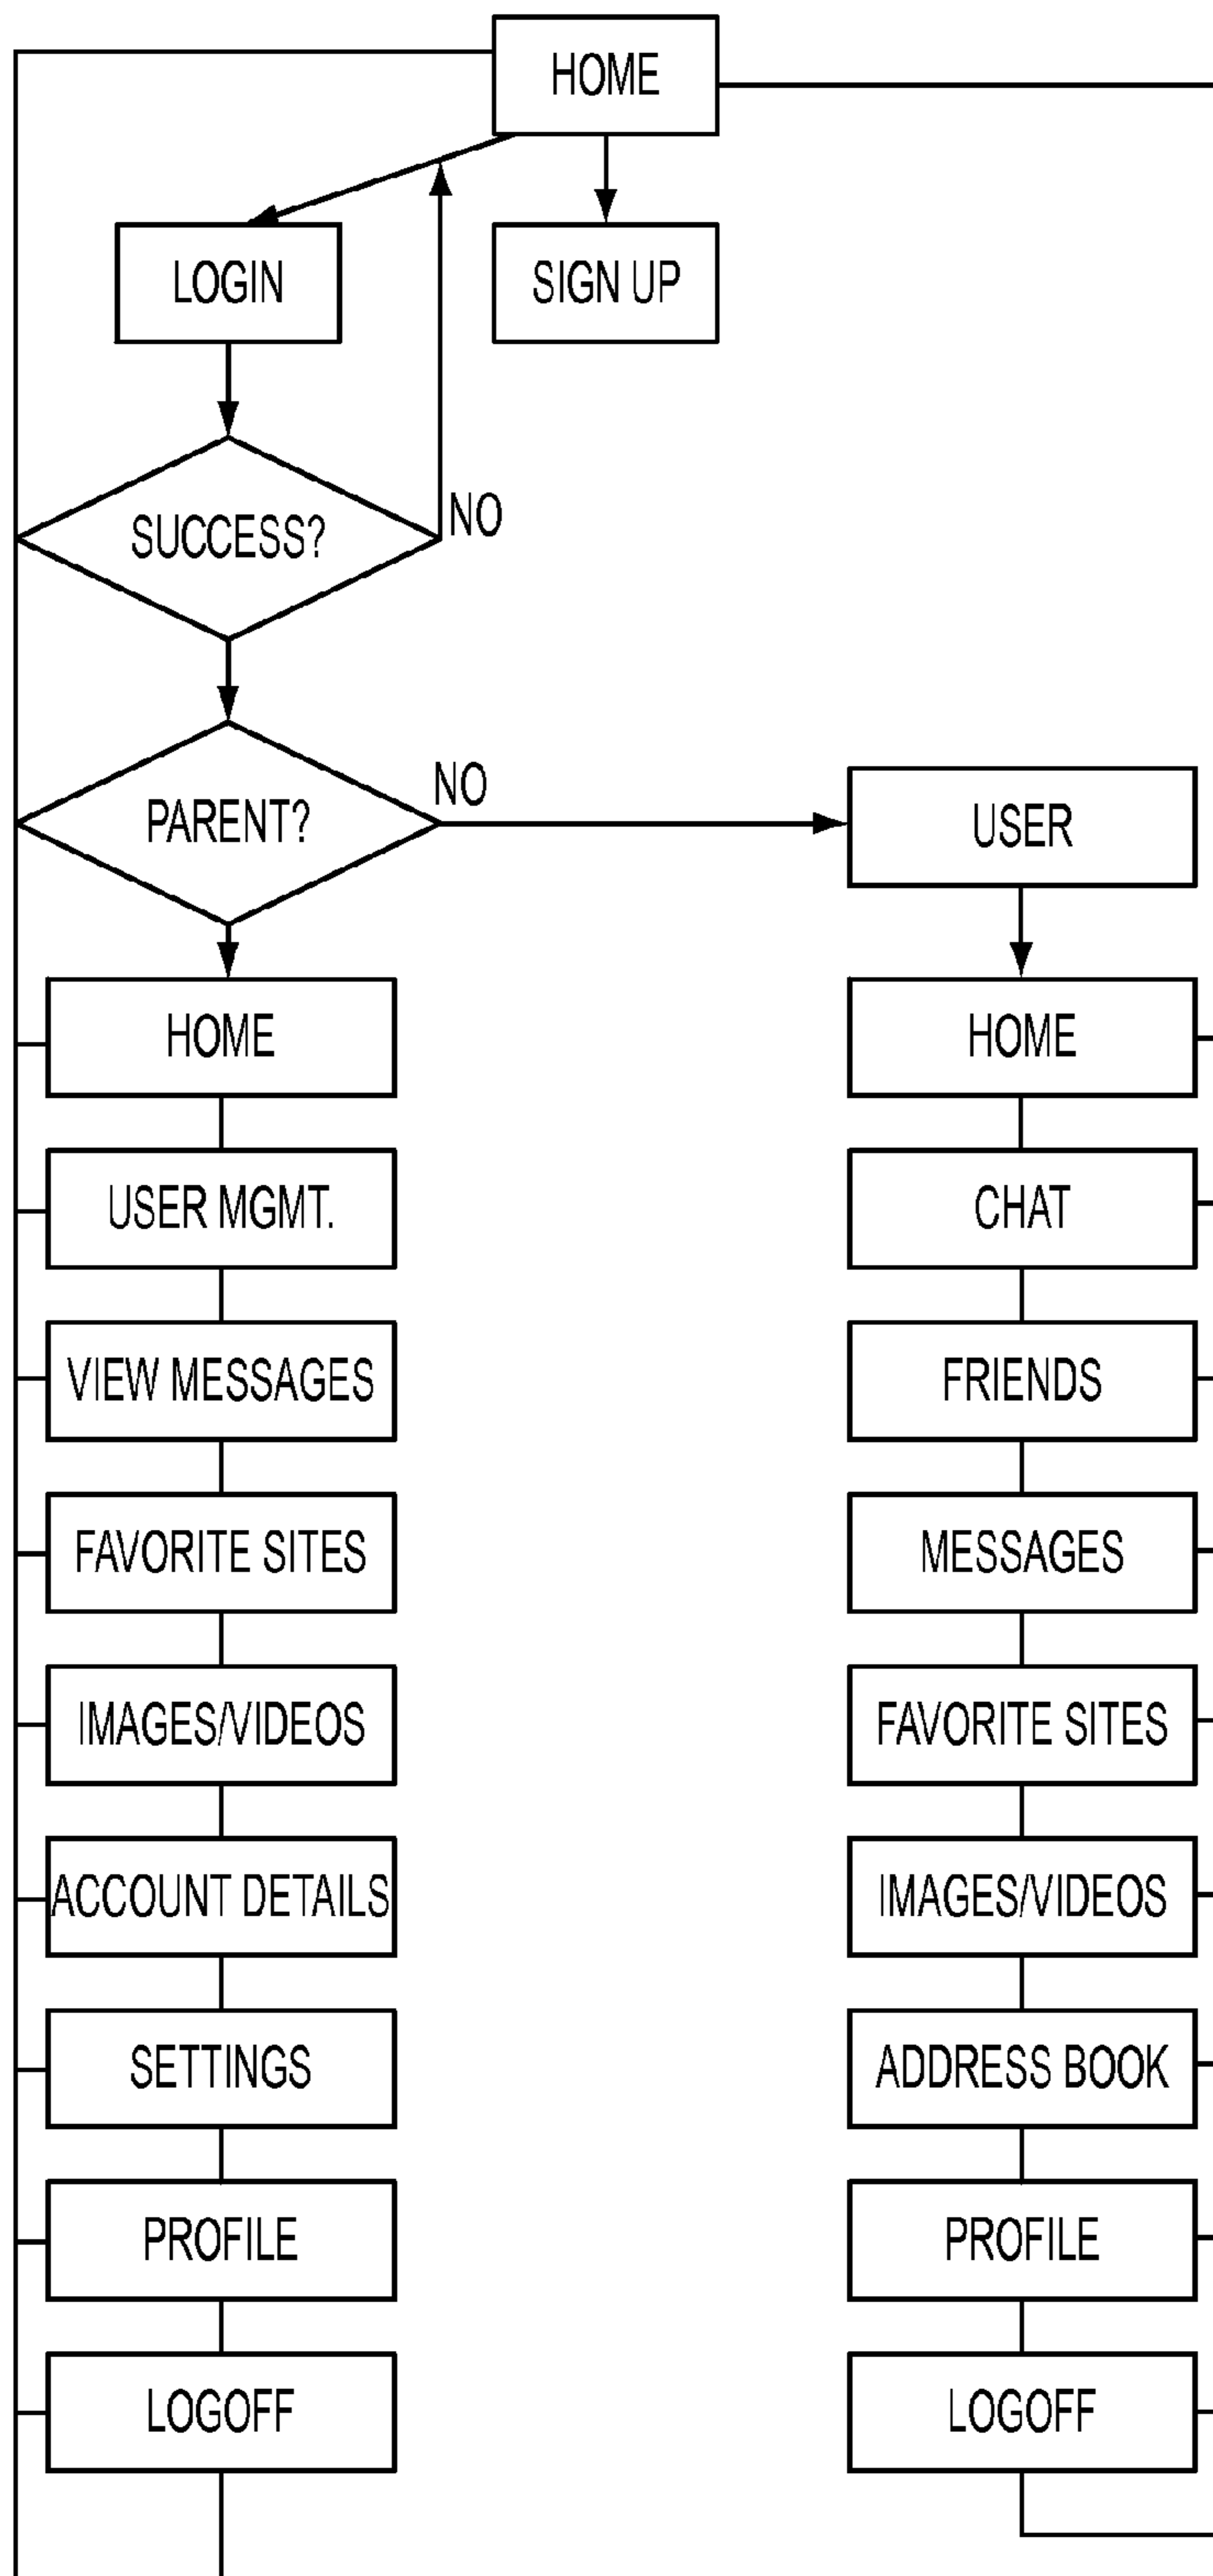 HOME
LOGIN
SIGN UP
SUCCESS?
NO
PARENT?
NO
USER
HOME
USER MGMT.
VIEW MESSAGES
FAVORITE SITES
IMAGES/VIDEOS
ACCOUNT DETAILS
SETTINGS
PROFILE
LOGOFF
HOME
CHAT
FRIENDS
MESSAGES
FAVORITE SITES
IMAGES/VIDEOS
ADDRESS BOOK
PROFILE
LOGOFF